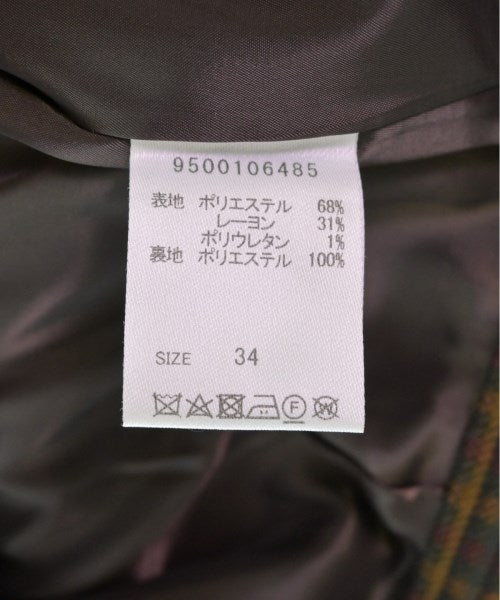 9500106485
表地 ポリエステル 68%
レーヨン 31%
ポリウレタン 1%
裏地 ポリエステル 100%
SIZE 34
F W